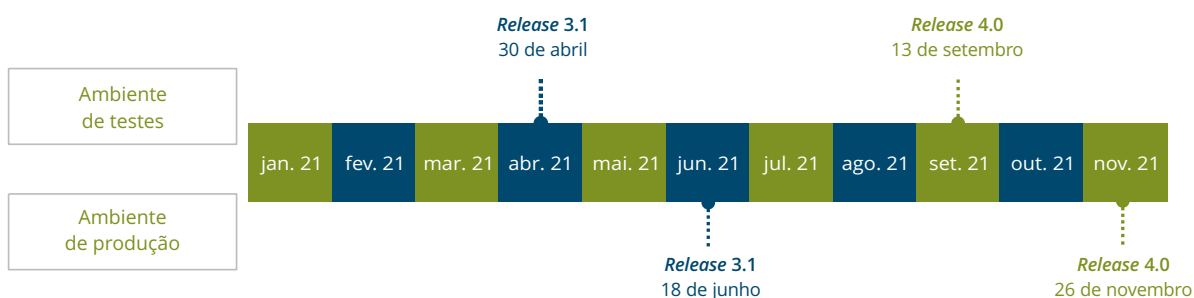 Release 3.1
30 de abril
Release 4.0
13 de setembro
Ambiente
de testes
jan. 21 fev. 21 mar. 21 abr. 21 mai. 21 jun. 21 jul. 21 ago. 21 set. 21 out. 21 nov. 21
Ambiente
de produção
Release 3.1
18 de junho
Release 4.0
26 de novembro